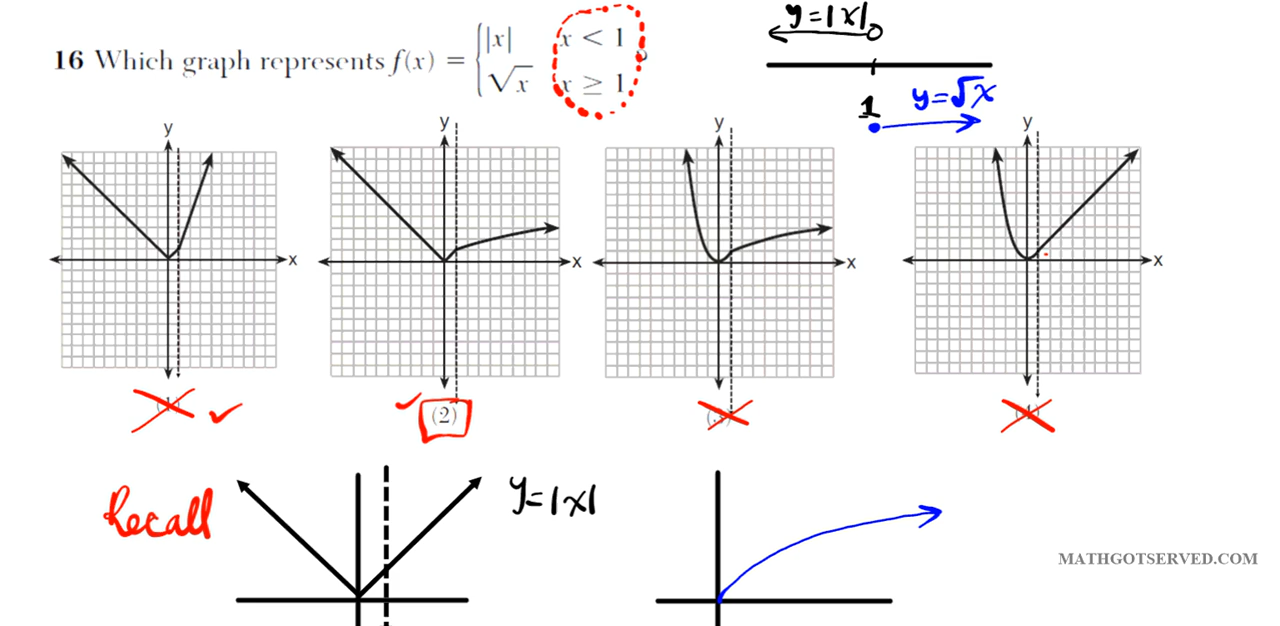 16 Which graph represents f(x) = { |x| x < 1
√x x ≥ 1 ?
y=|x|
1
y=√x
y y y y
x x x x
(2)
Recall
y=|x|
MATHGOTSERVED.COM